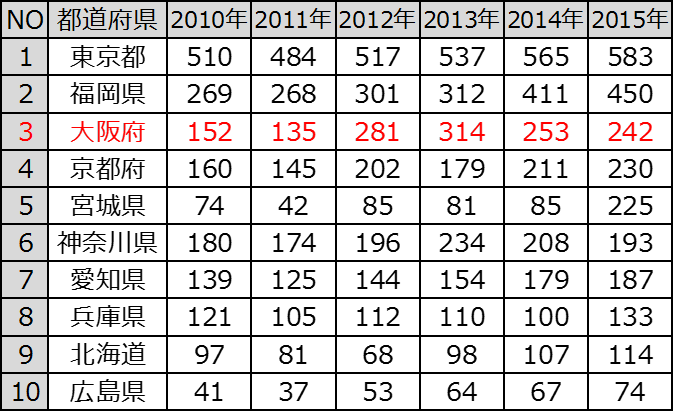 NO 都道府県 2010年 2011年 2012年 2013年 2014年 2015年
1 東京都 510 484 517 537 565 583
2 福岡県 269 268 301 312 411 450
3 大阪府 152 135 281 314 253 242
4 京都府 160 145 202 179 211 230
5 宮城県 74 42 85 81 85 225
6 神奈川県 180 174 196 234 208 193
7 愛知県 139 125 144 154 179 187
8 兵庫県 121 105 112 110 100 133
9 北海道 97 81 68 98 107 114
10 広島県 41 37 53 64 67 74